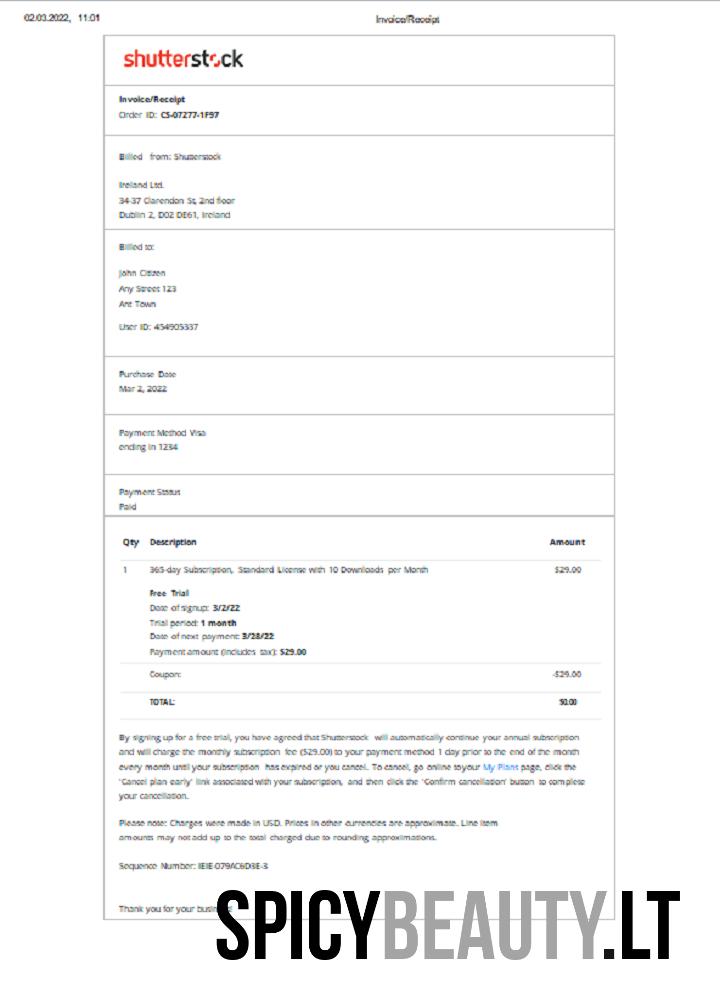 02.03.2022, 11:01
Invoice/Receipt
shutterstock
Invoice/Receipt
Order ID: CS-07277-1F97
Billed from: Shutterstock
Ireland Ltd.
34-37 Clarendon St, 2nd floor
Dublin 2, D02 DE61, Ireland
Billed to:
John Citizen
Any Street 123
Ant Town
User ID: 454905337
Purchase Date
Mar 2, 2022
Payment Method Visa
ending in 1234
Payment Status
Paid
Qty Description Amount
1 365-day Subscription, Standard License with 10 Downloads per Month $29.00
Free Trial
Date of signup: 3/2/22
Trial period: 1 month
Date of next payment: 3/28/22
Payment amount (includes tax): $29.00
Coupon: -$29.00
TOTAL: $0.00
By signing up for a free trial, you have agreed that Shutterstock will automatically continue your annual subscription
and will charge the monthly subscription fee ($29.00) to your payment method 1 day prior to the end of the month
every month until your subscription has expired or you cancel. To cancel, go online to your My Plans page, click the
'Cancel plan early' link associated with your subscription, and then click the 'Confirm cancellation' button to complete
your cancellation.
Please note: Charges were made in USD. Prices in other currencies are approximate. Line item
amounts may not add up to the total charged due to rounding approximations.
Sequence Number: IEIE-079AC6D3E-3
Thank you for your business!
SPICYBEAUTY.LT